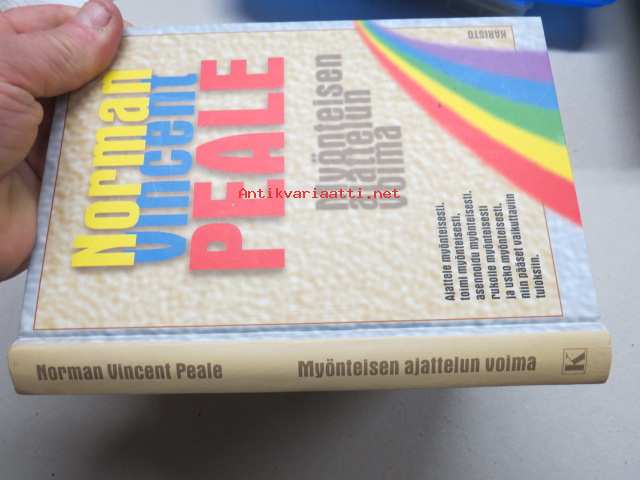 Norman
Vincent
PEALE
Myönteisen
ajattelun
voima
Ajattele myönteisesti,
toimi myönteisesti,
asennoidu myönteisesti,
rukoile myönteisesti
ja usko myönteisesti,
niin pääset vaikuttaviin
tuloksiin.
KARISTO
Antikvariaatti.net
Norman Vincent Peale Myönteisen ajattelun voima K